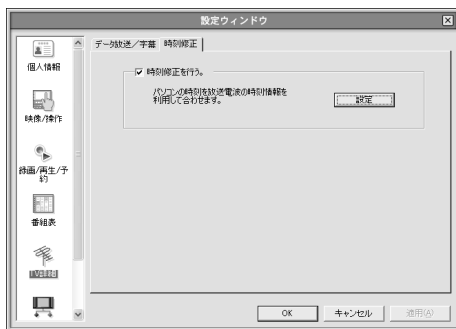 設定ウィンドウ
個人情報
映像/操作
録画/再生/予
約
番組表
データ放送/字幕 時刻修正
時刻修正を行う。
パソコンの時刻を放送電波の時刻情報を
利用して合わせます。
設定
OK キャンセル 適用(A)